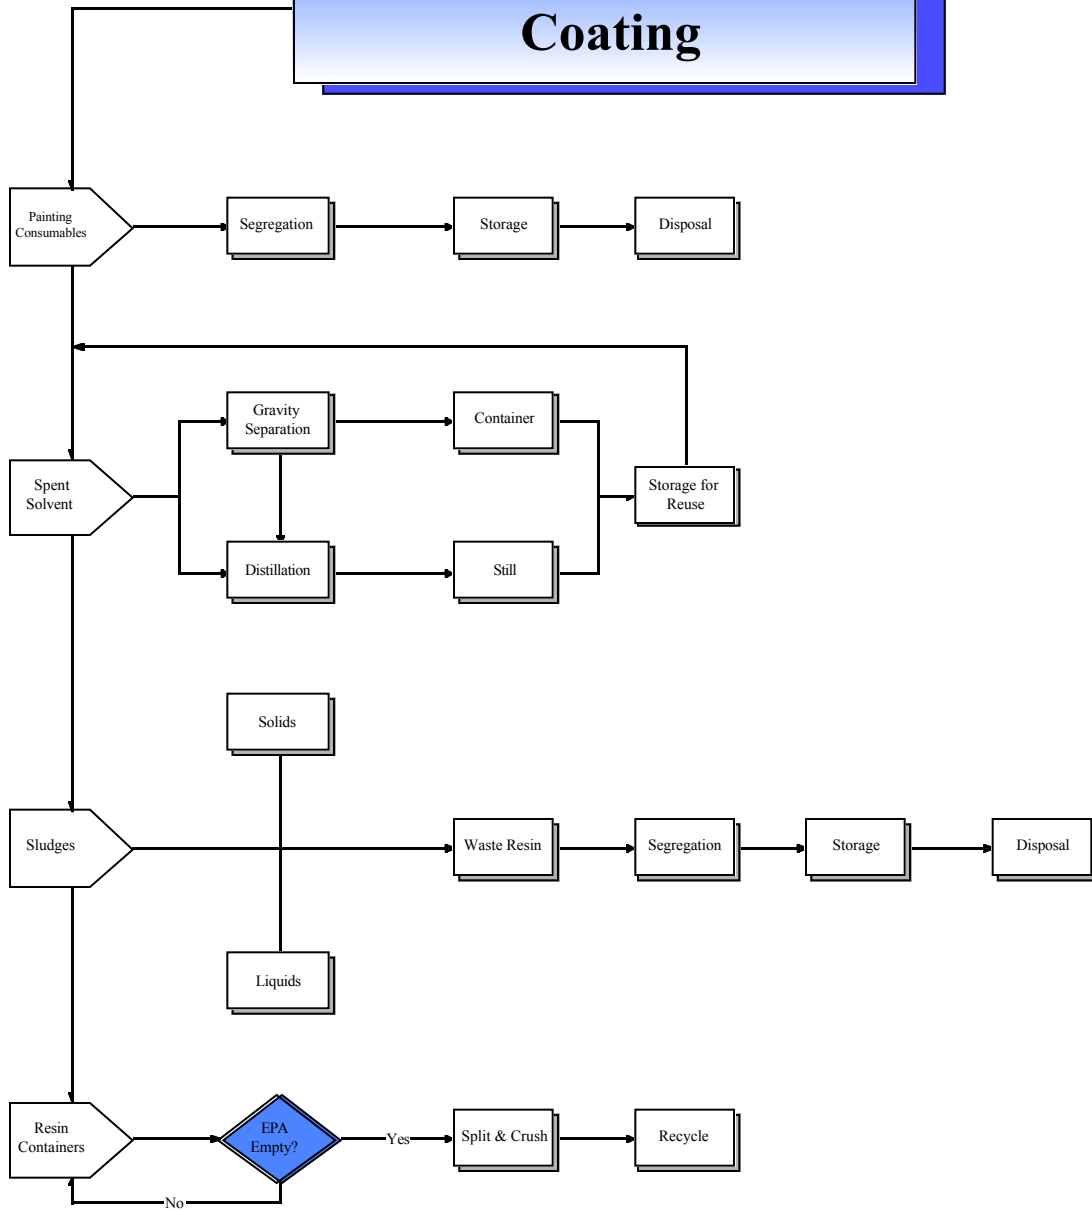 Coating
Painting
Consumables
Segregation
Storage
Disposal
Spent
Solvent
Gravity
Separation
Container
Storage for
Reuse
Distillation
Still
Solids
Sludges
Waste Resin
Segregation
Storage
Disposal
Liquids
Resin
Containers
EPA
Empty?
Yes
Split & Crush
Recycle
No